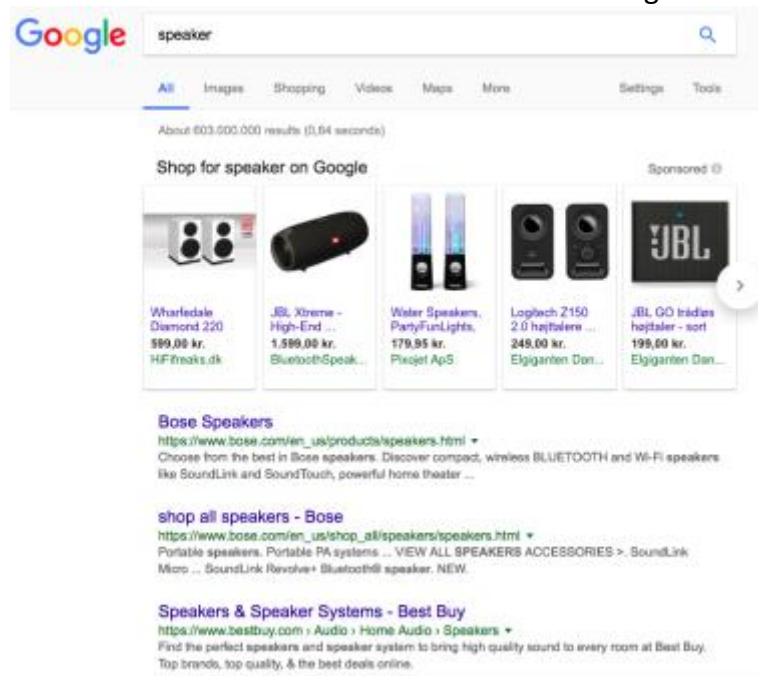 Google
speaker
All Images Shopping Videos Maps More Settings Tools
About 603.000.000 results (0,64 seconds)
Shop for speaker on Google
Sponsored
JBL
Wharfedale
Diamond 220
599,00 kr.
HiFifreaks.dk
JBL Xtreme -
High-End ...
1.599,00 kr.
BluetoothSpeak...
Water Speakers,
PartyFunLights,
179,95 kr.
Pixojet ApS
Logitech Z150
2.0 højttalere ...
249,00 kr.
Elgiganten Dan...
JBL GO trådløs
højttaler - sort
199,00 kr.
Elgiganten Dan...
Bose Speakers
https://www.bose.com/en_us/products/speakers.html
Choose from the best in Bose speakers. Discover compact, wireless BLUETOOTH and Wi-Fi speakers
like SoundLink and SoundTouch, powerful home theater ...
shop all speakers - Bose
https://www.bose.com/en_us/shop_all/speakers/speakers.html
Portable speakers. Portable PA systems ... VIEW ALL SPEAKERS ACCESSORIES >. SoundLink
Micro ... SoundLink Revolve+ Bluetooth® speaker. NEW.
Speakers & Speaker Systems - Best Buy
https://www.bestbuy.com › Audio › Home Audio › Speakers
Find the perfect speakers and speaker system to bring high quality sound to every room at Best Buy.
Top brands, top quality, & the best deals online.